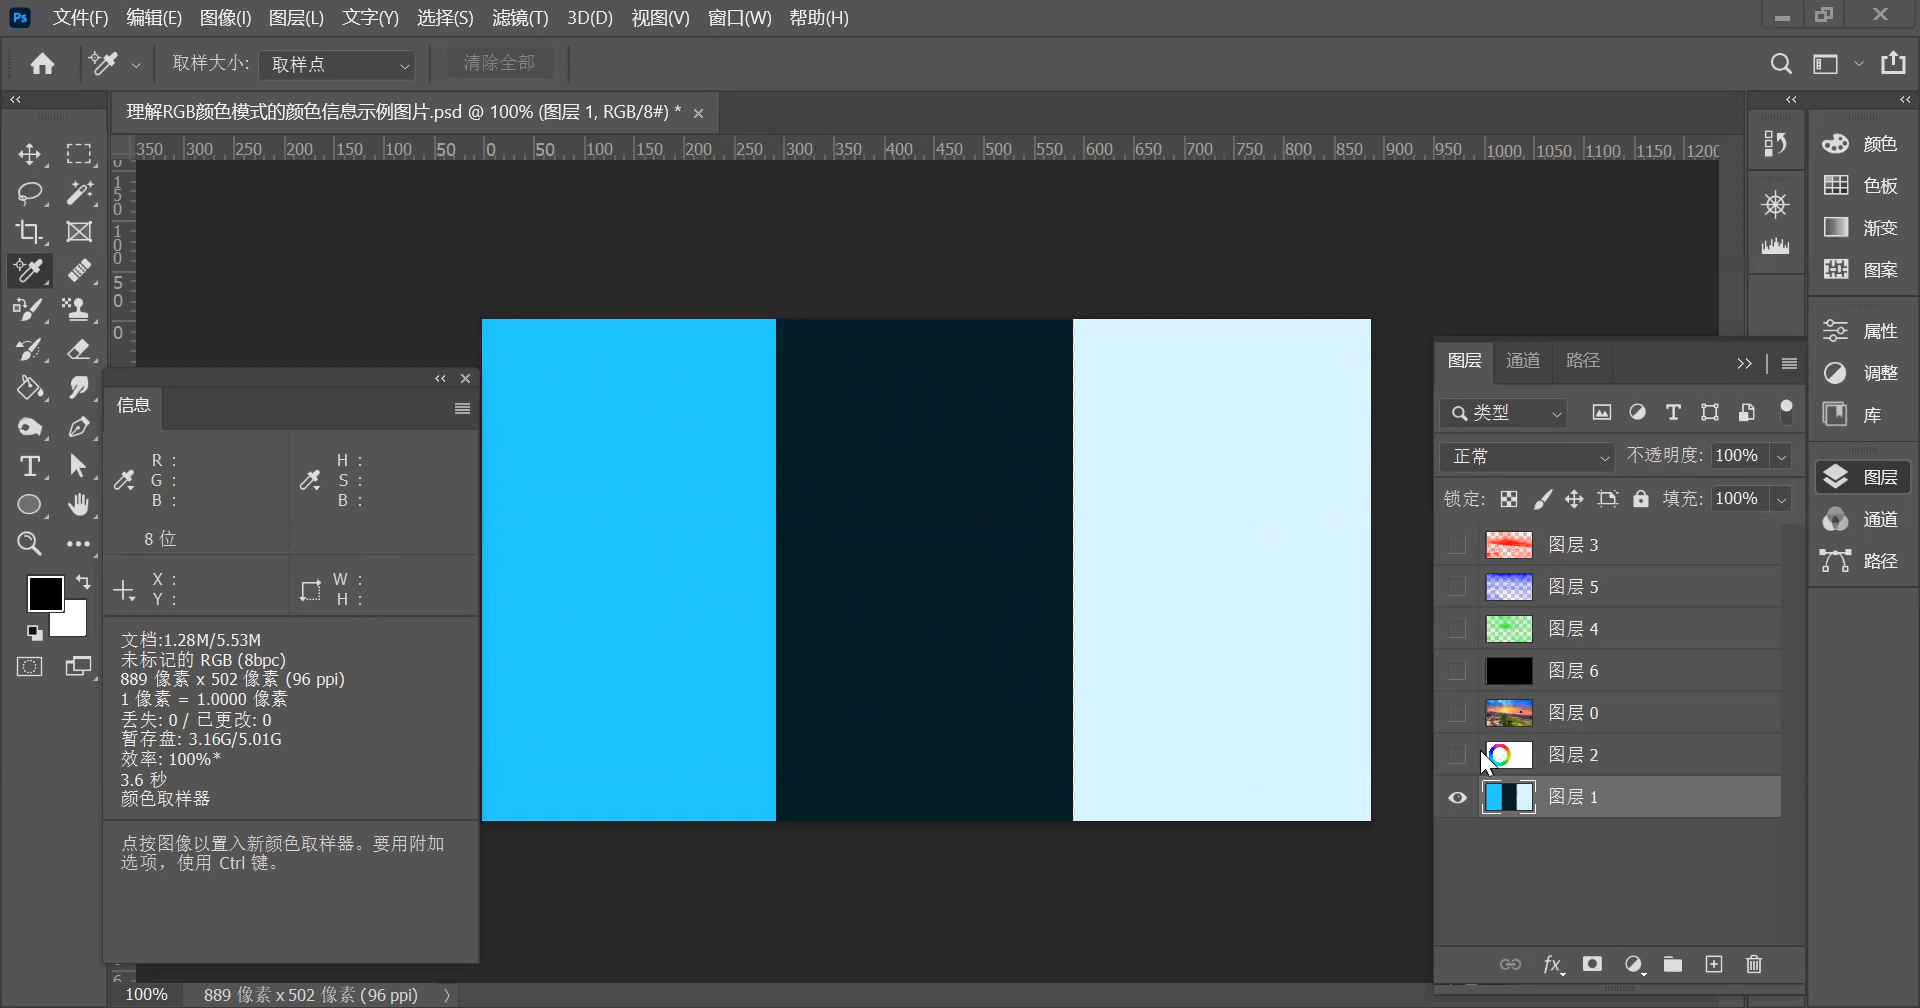 Ps 文件(F) 编辑(E) 图像(I) 图层(L) 文字(Y) 选择(S) 滤镜(T) 3D(D) 视图(V) 窗口(W) 帮助(H)
取样大小: 取样点 清除全部
理解RGB颜色模式的颜色信息示例图片.psd @ 100% (图层 1, RGB/8#) *
350 300 250 200 150 100 50 0 50 100 150 200 250 300 350 400 450 500 550 600 650 700 750 800 850 900 950 1000 1050 1100 1150 1200
150
100
50
0
信息
R :
G :
B :
H :
S :
B :
8 位
X :
Y :
W :
H :
文档:1.28M/5.53M
未标记的 RGB (8bpc)
889 像素 x 502 像素 (96 ppi)
1 像素 = 1.0000 像素
丢失: 0 / 已更改: 0
暂存盘: 3.16G/5.01G
效率: 100%*
3.6 秒
颜色取样器
点按图像以置入新颜色取样器。要用附加
选项，使用 Ctrl 键。
100% 889 像素 x 502 像素 (96 ppi)
图层 通道 路径
类型
正常 不透明度: 100%
锁定: 填充: 100%
图层 3
图层 5
图层 4
图层 6
图层 0
图层 2
图层 1
fx
颜色
色板
渐变
图案
属性
调整
库
图层
通道
路径